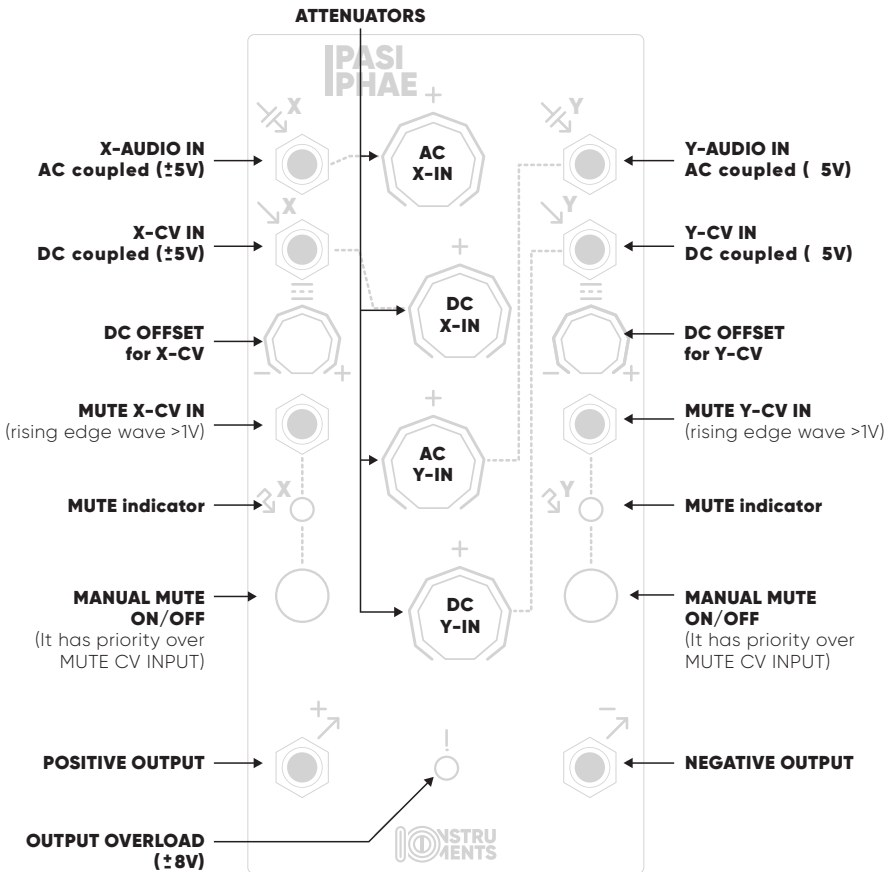 ATTENUATORS
PASI
PHAE
X
Y
+
X-AUDIO IN
AC coupled (±5V)
AC
X-IN
Y-AUDIO IN
AC coupled ( 5V)
X
Y
X-CV IN
DC coupled (±5V)
Y-CV IN
DC coupled ( 5V)
+
DC
X-IN
DC OFFSET
for X-CV
DC OFFSET
for Y-CV
- +
- +
MUTE X-CV IN
(rising edge wave >1V)
+
AC
Y-IN
MUTE Y-CV IN
(rising edge wave >1V)
X
Y
MUTE indicator
MUTE indicator
+
DC
Y-IN
MANUAL MUTE
ON/OFF
(It has priority over
MUTE CV INPUT)
MANUAL MUTE
ON/OFF
(It has priority over
MUTE CV INPUT)
+
!
-
POSITIVE OUTPUT
NEGATIVE OUTPUT
OUTPUT OVERLOAD
(±8V)
NSTRU
MENTS